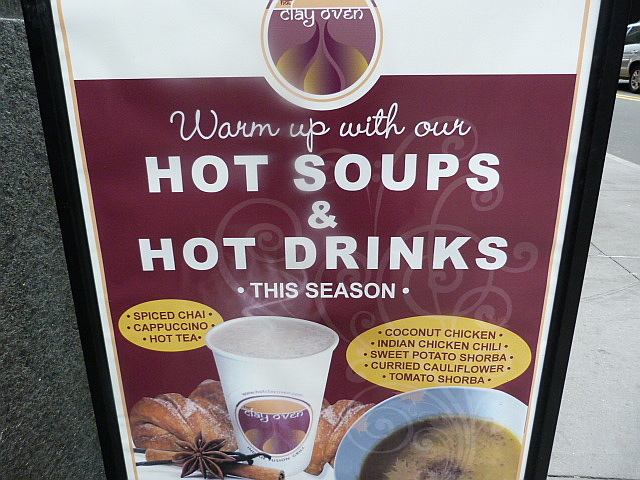 clay oven
Warm up with our
HOT SOUPS
&
HOT DRINKS
• THIS SEASON •
• SPICED CHAI •
• CAPPUCCINO •
• HOT TEA •
• COCONUT CHICKEN •
• INDIAN CHICKEN CHILI •
• SWEET POTATO SHORBA •
• CURRIED CAULIFLOWER •
• TOMATO SHORBA •
clay oven